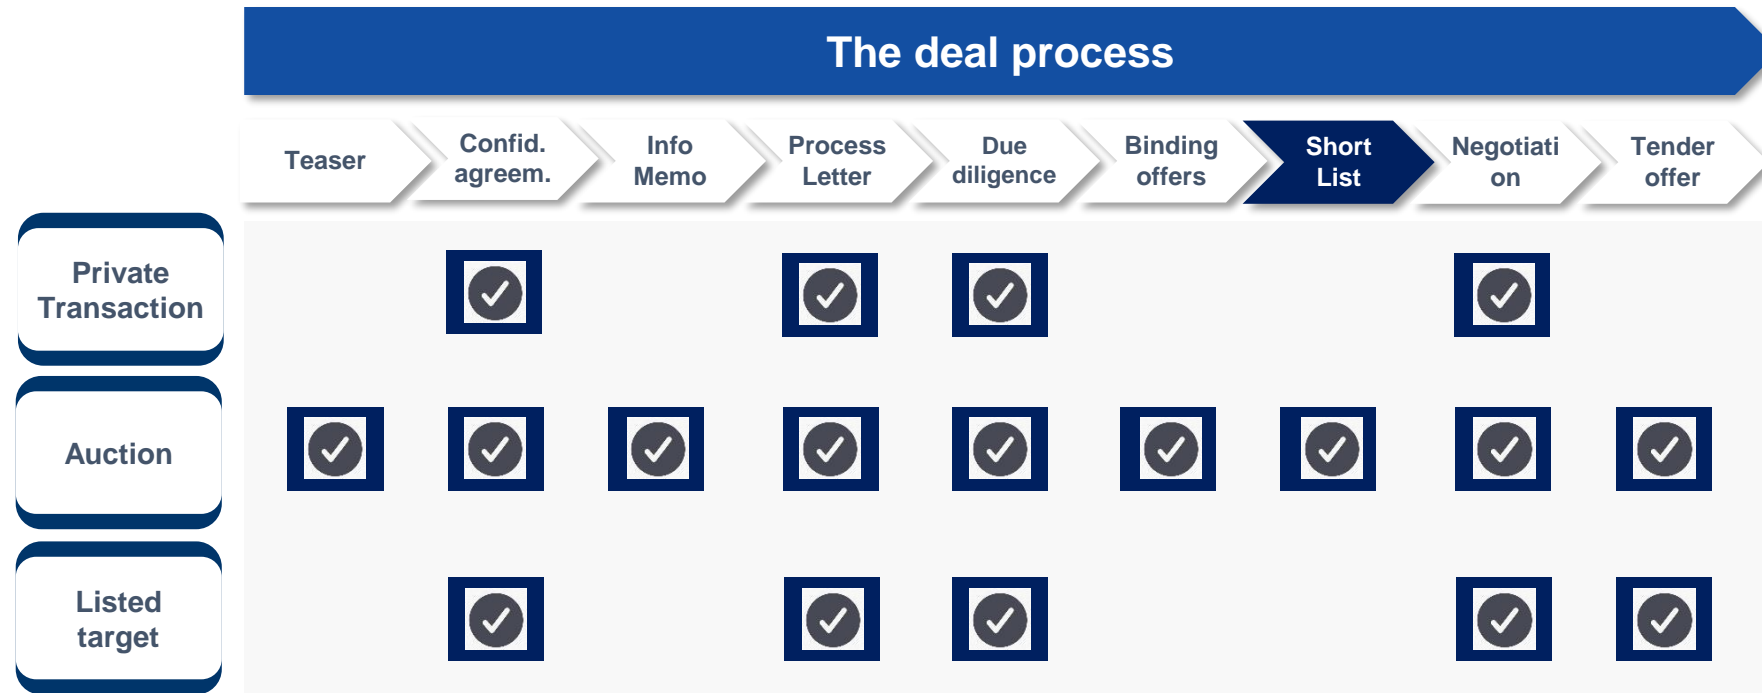 The deal process
Teaser
Confid.
agreem.
Info
Memo
Process
Letter
Due
diligence
Binding
offers
Short
List
Negotiati
on
Tender
offer
Private
Transaction
Auction
Listed
target